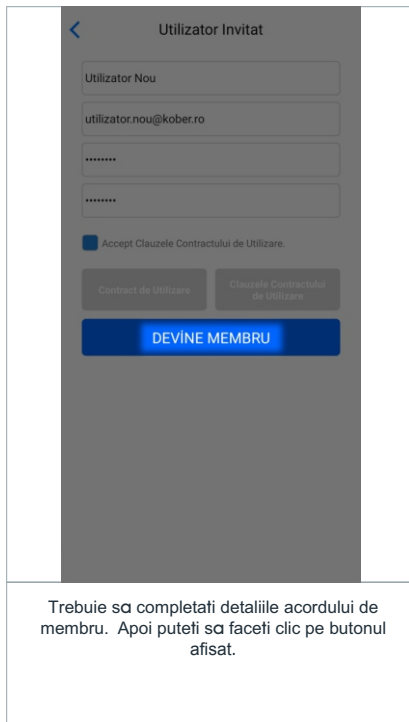 Utilizator Invitat
Utilizator Nou
utilizator.nou@kober.ro
••••••••
••••••••
Accept Clauzele Contractului de Utilizare.
Contract de Utilizare
Clauzele Contractului
de Utilizare
DEVİNE MEMBRU
Trebuie sɑ completati detaliile acordului de
membru. Apoi puteti sɑ faceti clic pe butonul
afisat.